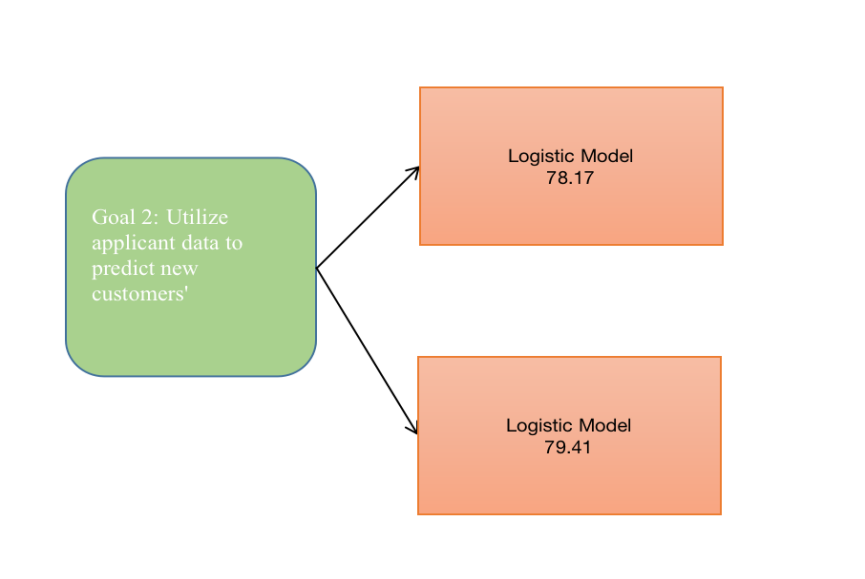 Goal 2: Utilize
applicant data to
predict new
customers'
Logistic Model
78.17
Logistic Model
79.41